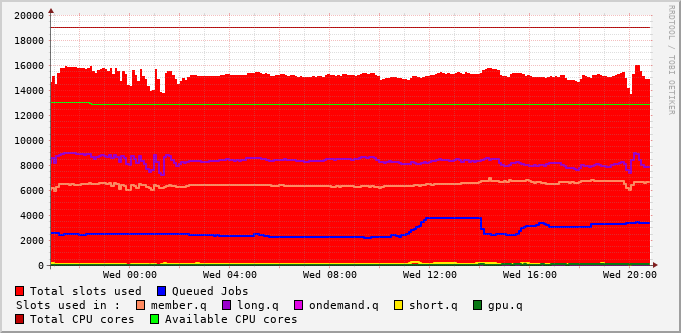 20000
18000
16000
14000
12000
10000
8000
6000
4000
2000
0
Wed 00:00 Wed 04:00 Wed 08:00 Wed 12:00 Wed 16:00 Wed 20:00
Total slots used Queued Jobs
Slots used in : member.q long.q ondemand.q short.q gpu.q
Total CPU cores Available CPU cores
RRDTOOL / TOBI OETIKER